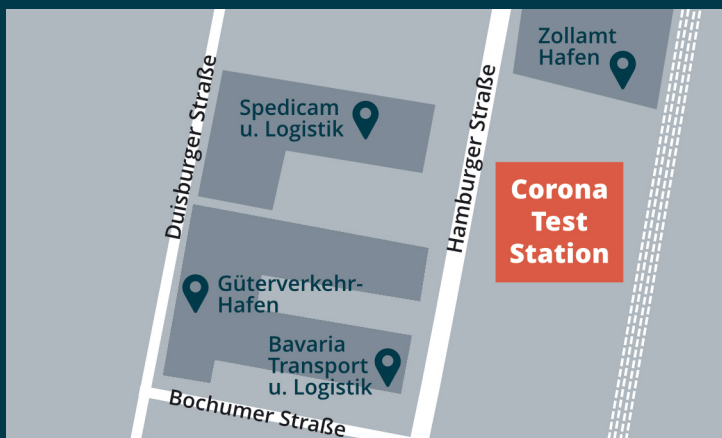 Zollamt
Hafen
Duisburger Straße
Spedicam
u. Logistik
Hamburger Straße
Corona
Test
Station
Güterverkehr-
Hafen
Bavaria
Transport
u. Logistik
Bochumer Straße